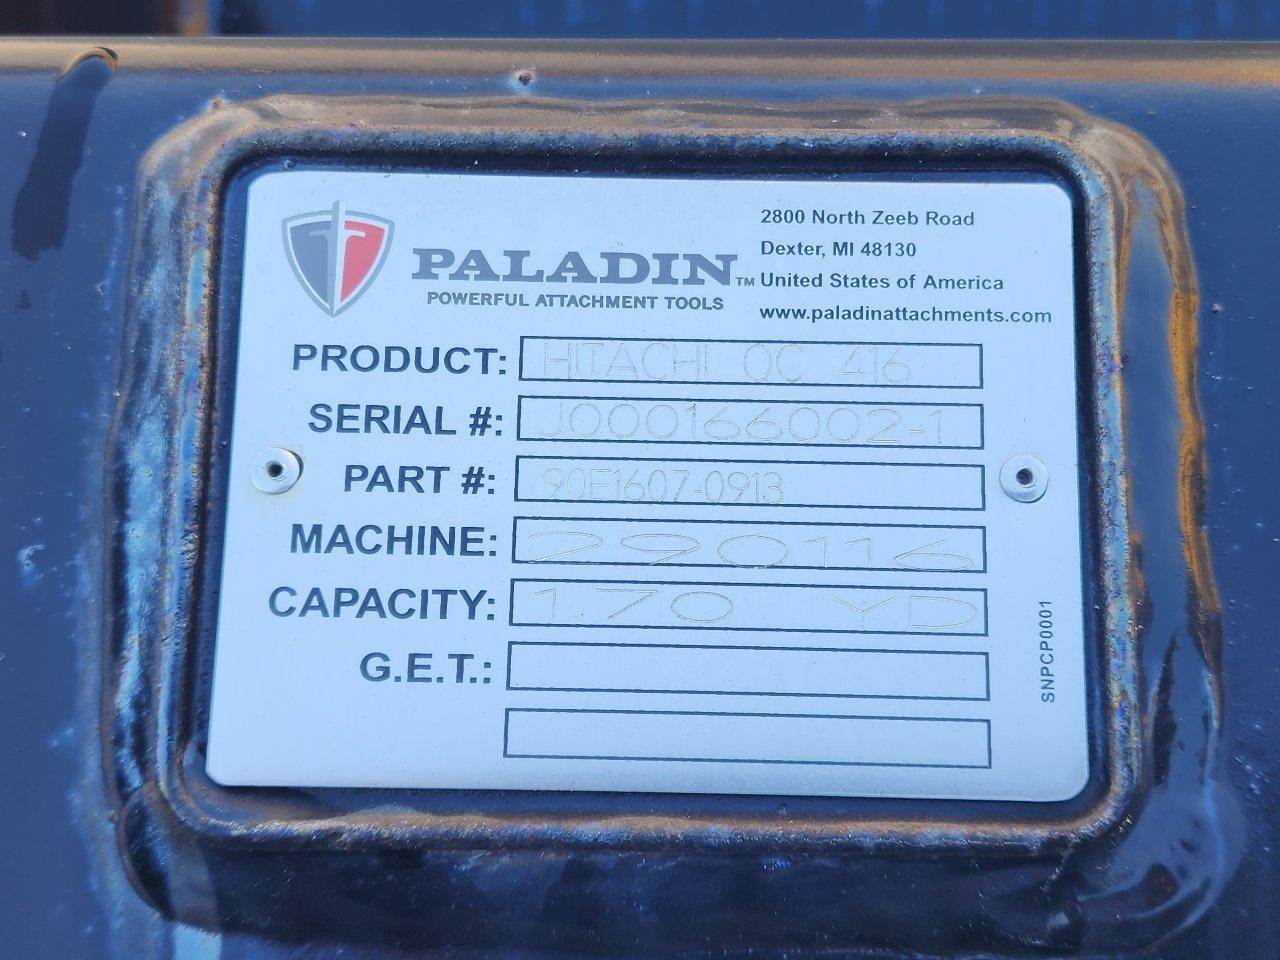 PALADIN™
POWERFUL ATTACHMENT TOOLS
2800 North Zeeb Road
Dexter, MI 48130
United States of America
www.paladinattachments.com
PRODUCT: HITACHI QC 416
SERIAL #: J000166002-1
PART #: 90F1607-0913
MACHINE: 290116
CAPACITY: 1.70 YD
G.E.T.:
SNPCP0001